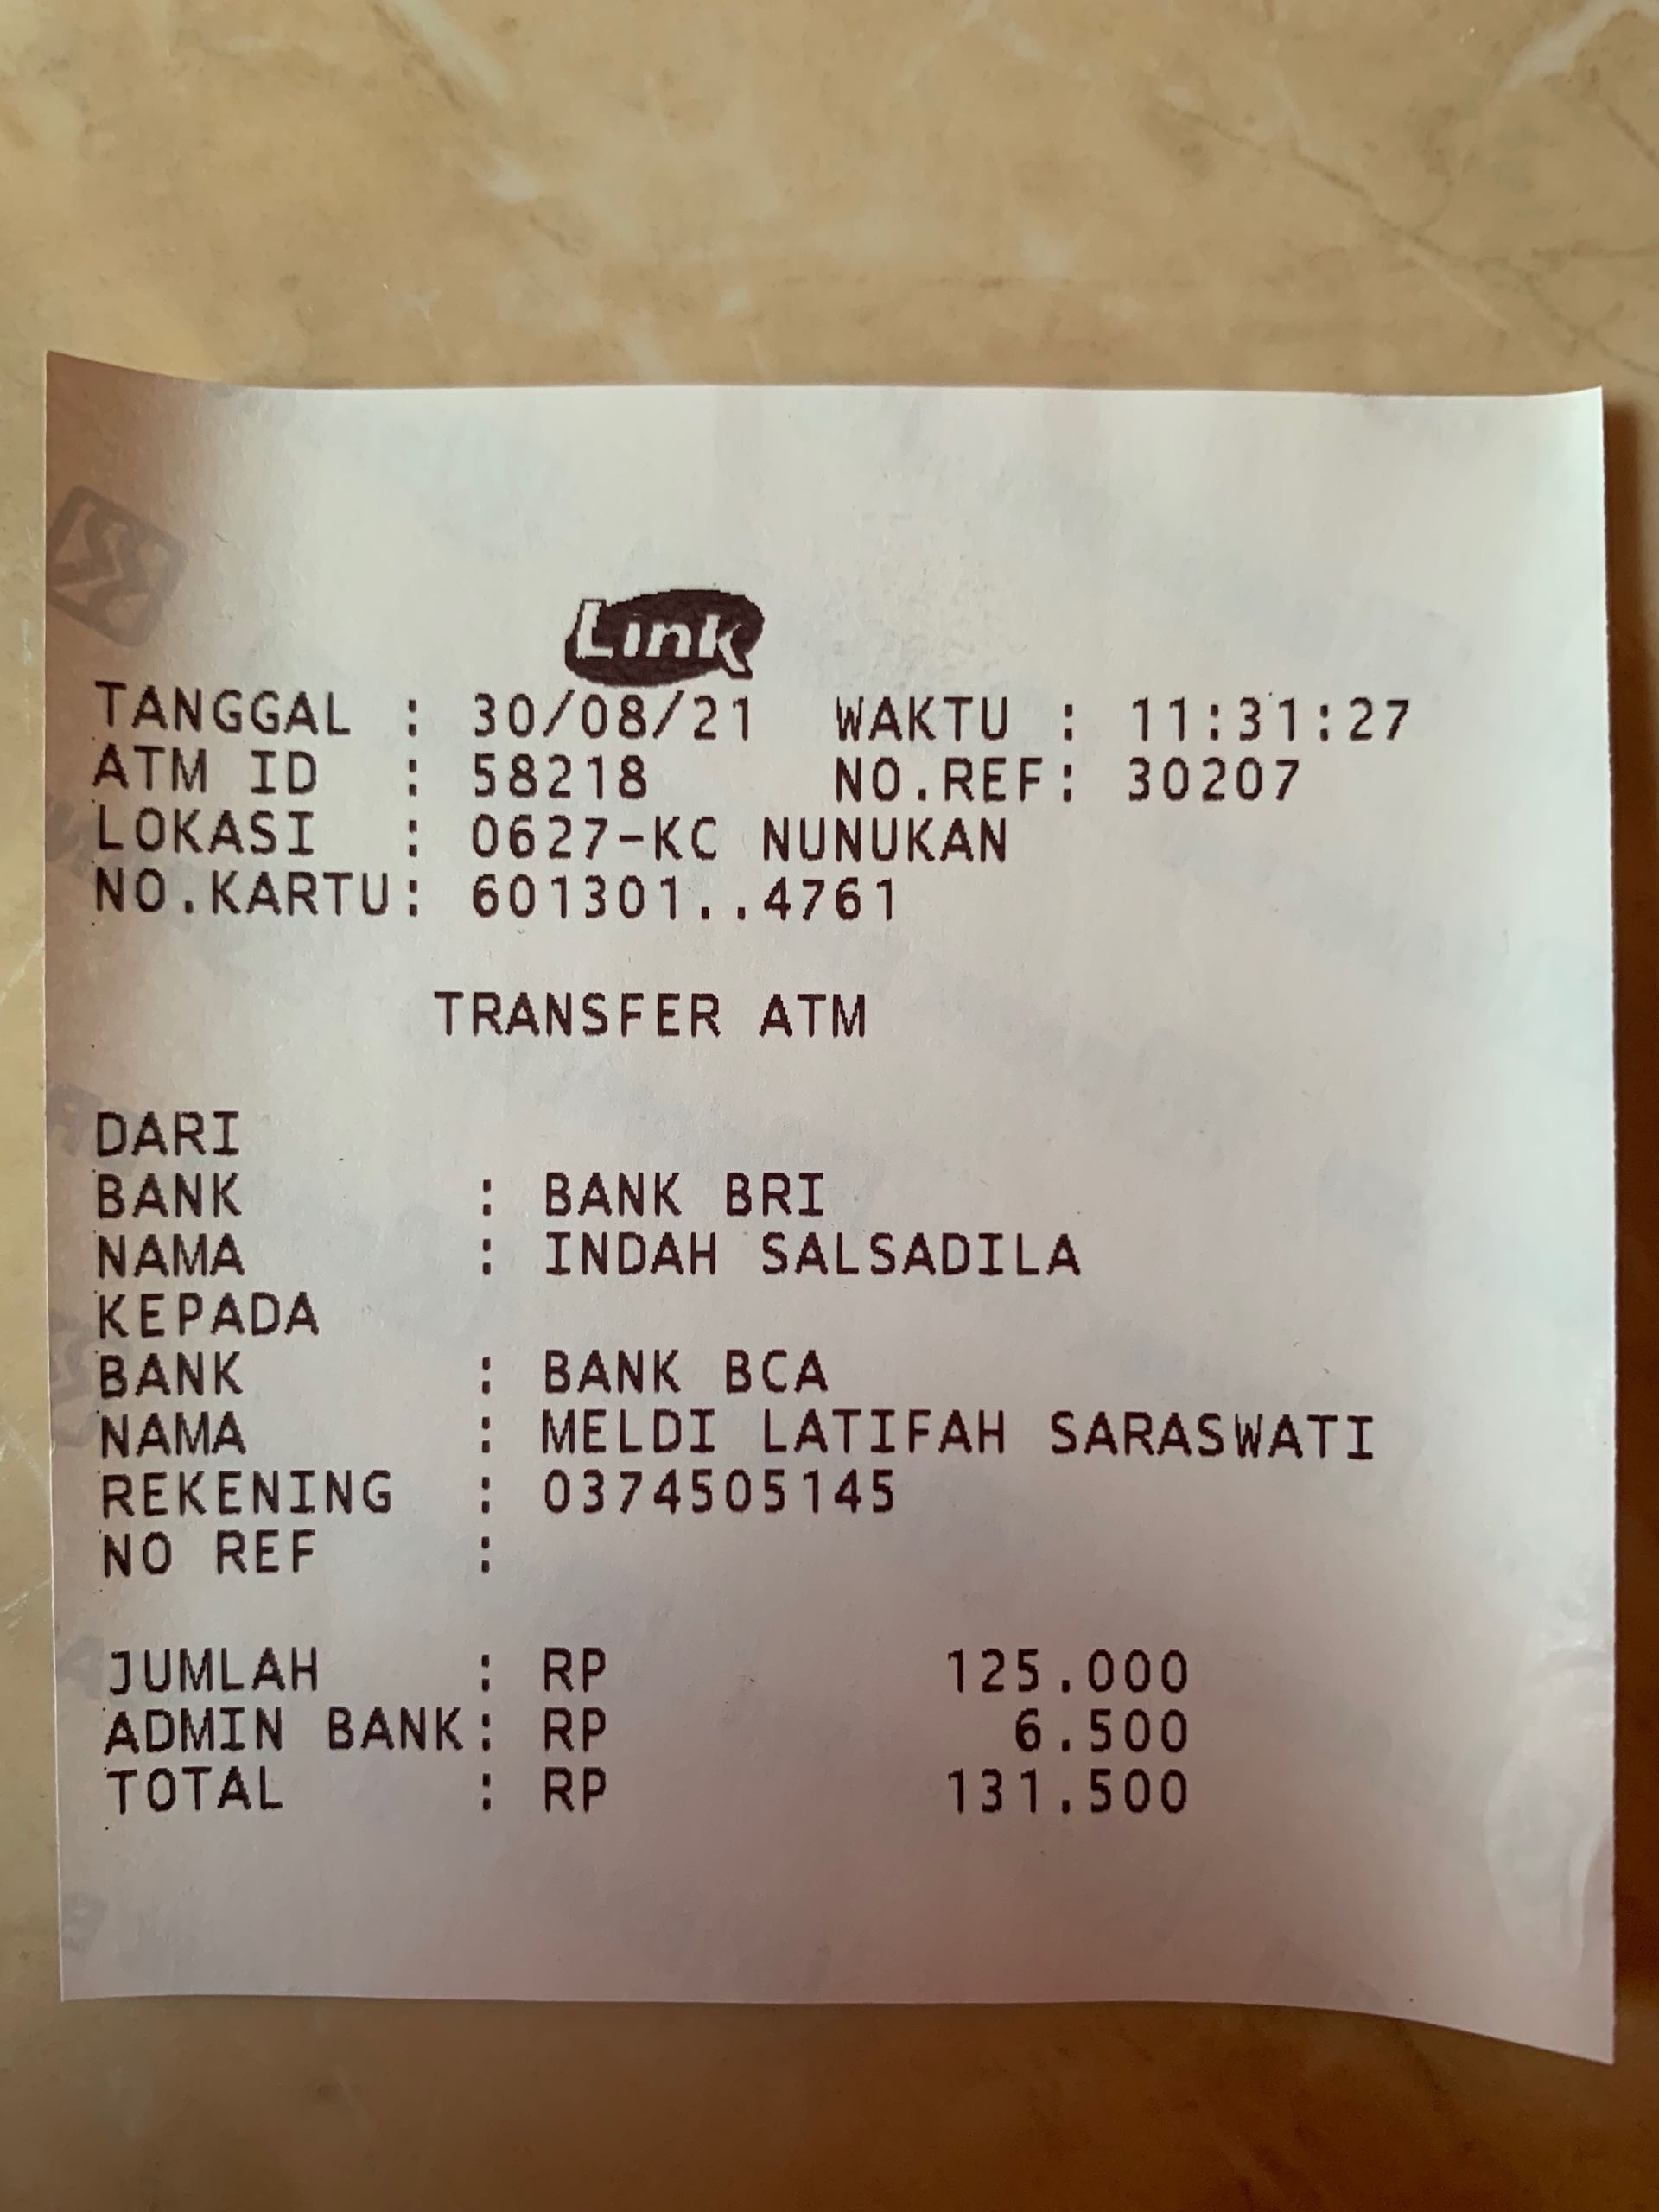 Link
TANGGAL : 30/08/21 WAKTU : 11:31:27
ATM ID : 58218 NO.REF: 30207
LOKASI : 0627-KC NUNUKAN
NO.KARTU: 601301..4761
TRANSFER ATM
DARI
BANK : BANK BRI
NAMA : INDAH SALSADILA
KEPADA
BANK : BANK BCA
NAMA : MELDI LATIFAH SARASWATI
REKENING : 0374505145
NO REF :
JUMLAH : RP 125.000
ADMIN BANK: RP 6.500
TOTAL : RP 131.500